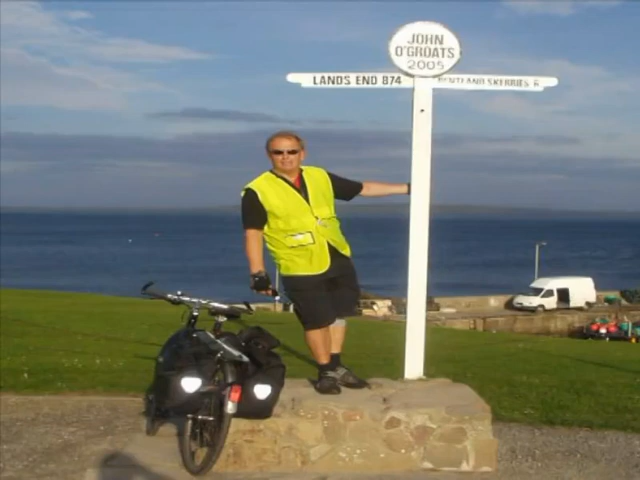 JOHN
O'GROATS
2005
LANDS END 874
PENTLAND SKERRIES 6